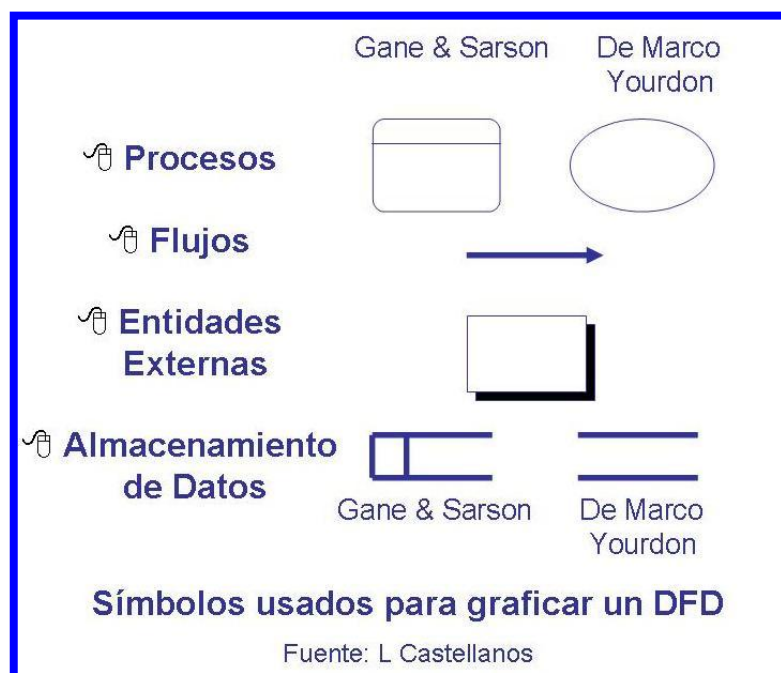 Gane & Sarson
De Marco
Yourdon
Procesos
Flujos
Entidades
Externas
Almacenamiento
de Datos
Gane & Sarson
De Marco
Yourdon
Símbolos usados para graficar un DFD
Fuente: L Castellanos